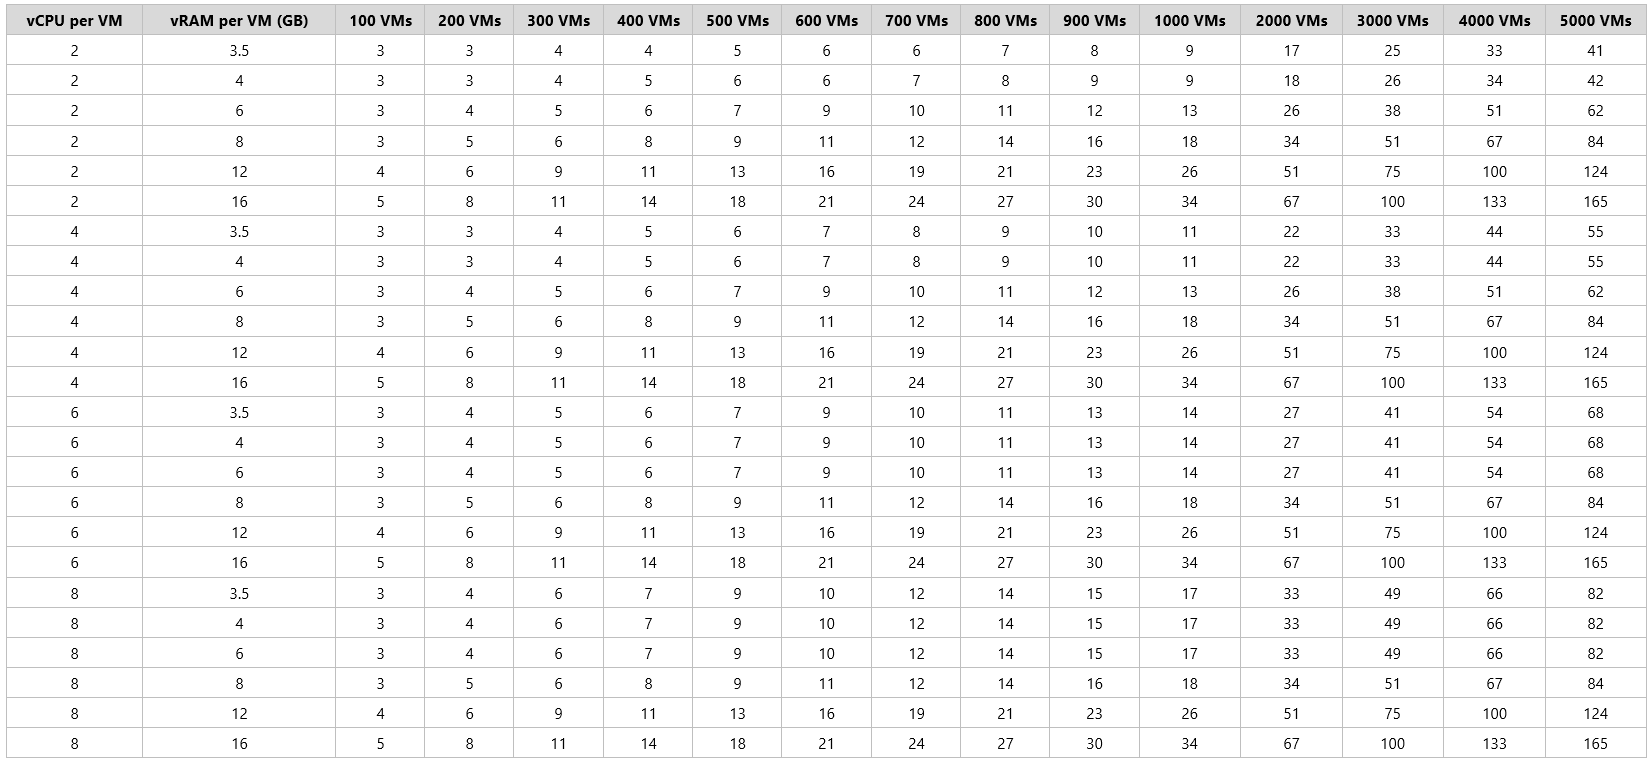 vCPU per VM vRAM per VM (GB) 100 VMs 200 VMs 300 VMs 400 VMs 500 VMs 600 VMs 700 VMs 800 VMs 900 VMs 1000 VMs 2000 VMs 3000 VMs 4000 VMs 5000 VMs
2 3.5 3 3 4 4 5 6 6 7 8 9 17 25 33 41
2 4 3 3 4 5 6 6 7 8 9 9 18 26 34 42
2 6 3 4 5 6 7 9 10 11 12 13 26 38 51 62
2 8 3 5 6 8 9 11 12 14 16 18 34 51 67 84
2 12 4 6 9 11 13 16 19 21 23 26 51 75 100 124
2 16 5 8 11 14 18 21 24 27 30 34 67 100 133 165
4 3.5 3 3 4 5 6 7 8 9 10 11 22 33 44 55
4 4 3 3 4 5 6 7 8 9 10 11 22 33 44 55
4 6 3 4 5 6 7 9 10 11 12 13 26 38 51 62
4 8 3 5 6 8 9 11 12 14 16 18 34 51 67 84
4 12 4 6 9 11 13 16 19 21 23 26 51 75 100 124
4 16 5 8 11 14 18 21 24 27 30 34 67 100 133 165
6 3.5 3 4 5 6 7 9 10 11 13 14 27 41 54 68
6 4 3 4 5 6 7 9 10 11 13 14 27 41 54 68
6 6 3 4 5 6 7 9 10 11 13 14 27 41 54 68
6 8 3 5 6 8 9 11 12 14 16 18 34 51 67 84
6 12 4 6 9 11 13 16 19 21 23 26 51 75 100 124
6 16 5 8 11 14 18 21 24 27 30 34 67 100 133 165
8 3.5 3 4 6 7 9 10 12 14 15 17 33 49 66 82
8 4 3 4 6 7 9 10 12 14 15 17 33 49 66 82
8 6 3 4 6 7 9 10 12 14 15 17 33 49 66 82
8 8 3 5 6 8 9 11 12 14 16 18 34 51 67 84
8 12 4 6 9 11 13 16 19 21 23 26 51 75 100 124
8 16 5 8 11 14 18 21 24 27 30 34 67 100 133 165